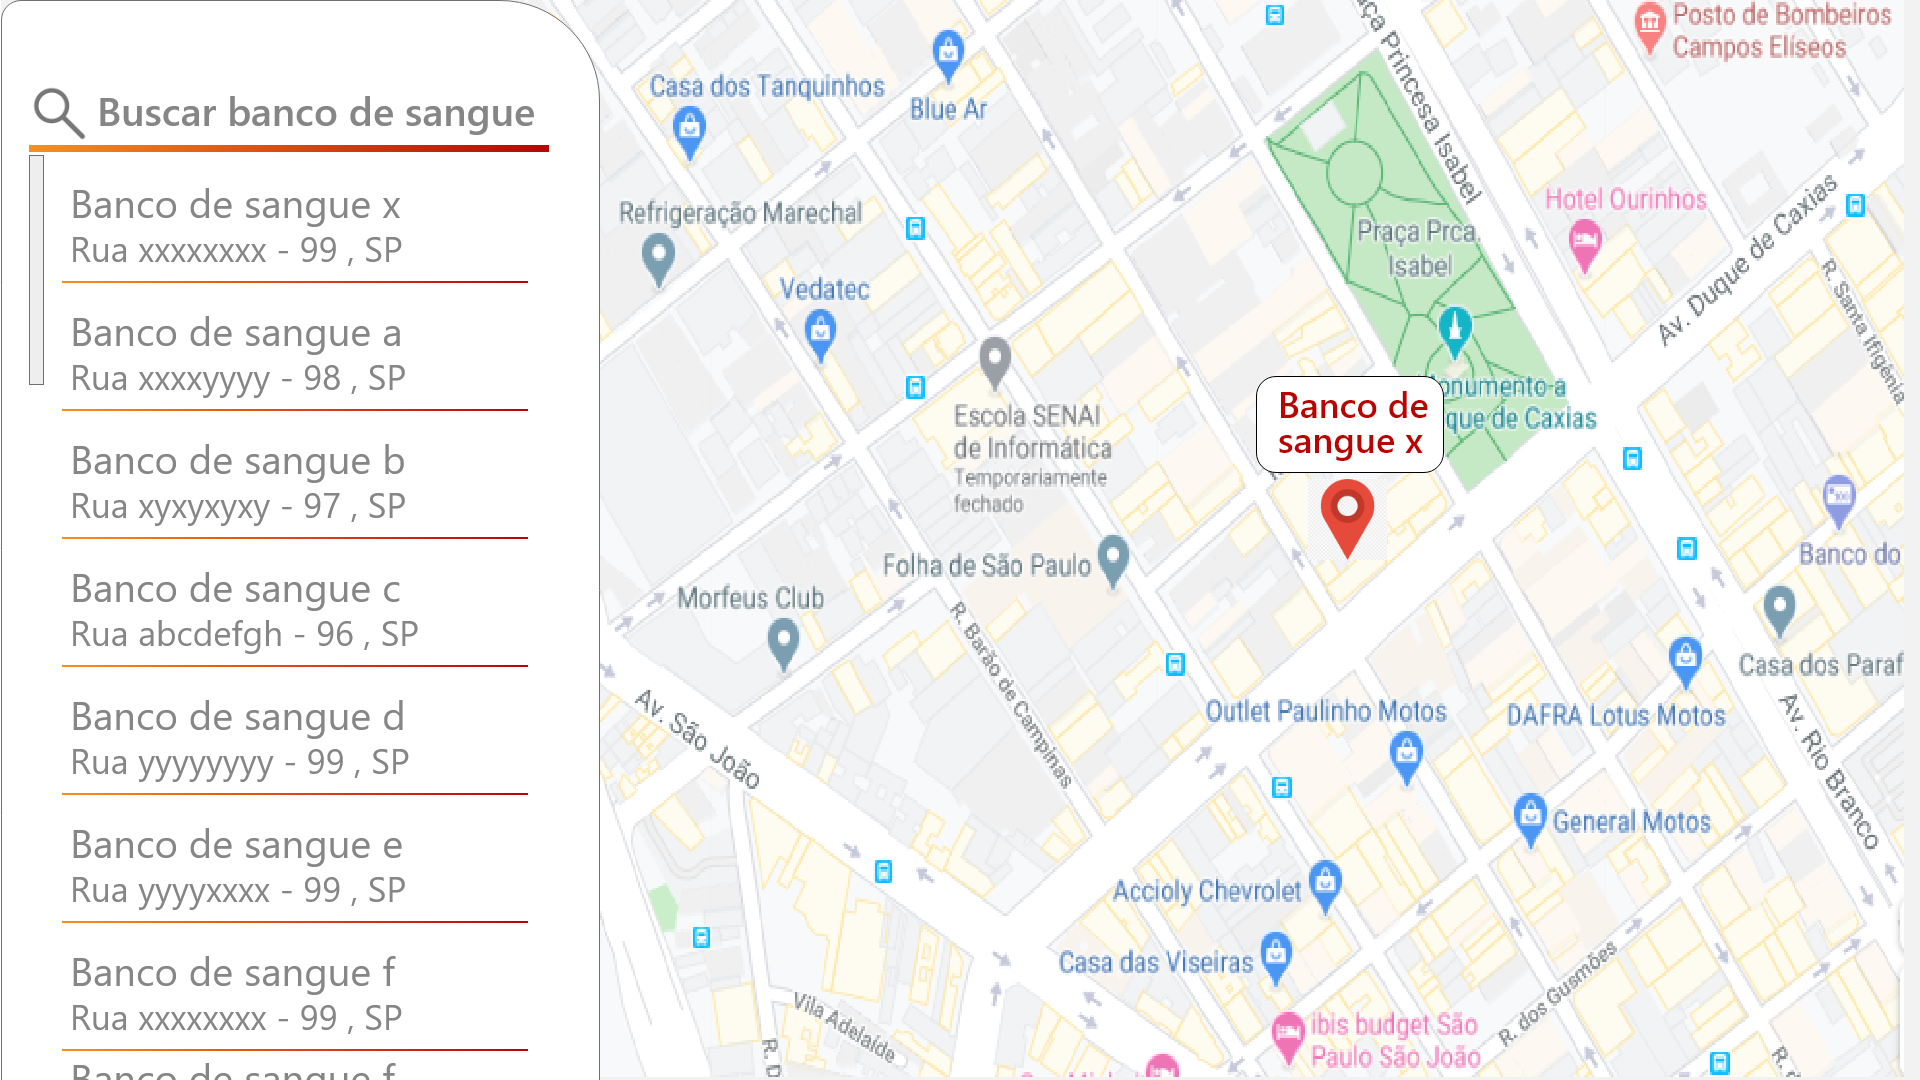 Buscar banco de sangue
Banco de sangue x
Rua xxxxxxxx - 99 , SP
Banco de sangue a
Rua xxxxyyyy - 98 , SP
Banco de sangue b
Rua xyxyxyxy - 97 , SP
Banco de sangue c
Rua abcdefgh - 96 , SP
Banco de sangue d
Rua yyyyyyyy - 99 , SP
Banco de sangue e
Rua yyyyxxxx - 99 , SP
Banco de sangue f
Rua xxxxxxxx - 99 , SP
Banco de sangue f
Posto de Bombeiros
Campos Elíseos
Casa dos Tanquinhos
Blue Ar
Princesa Isabel
Hotel Ourinhos
Refrigeração Marechal
Praça Prca.
Isabel
Av. Duque de Caxias
R. Santa Ifigênia
Vedatec
Monumento a
que de Caxias
Banco de
sangue x
Escola SENAI
de Informática
Temporariamente
fechado
Folha de São Paulo
Banco do
Morfeus Club
R. Barão de Campinas
Casa dos Paraf
Av. São João
Outlet Paulinho Motos
DAFRA Lotus Motos
Av. Rio Branco
General Motos
Accioly Chevrolet
Casa das Viseiras
R. dos Gusmões
Vila Adelaide
ibis budget São
Paulo São João
R. D
R.